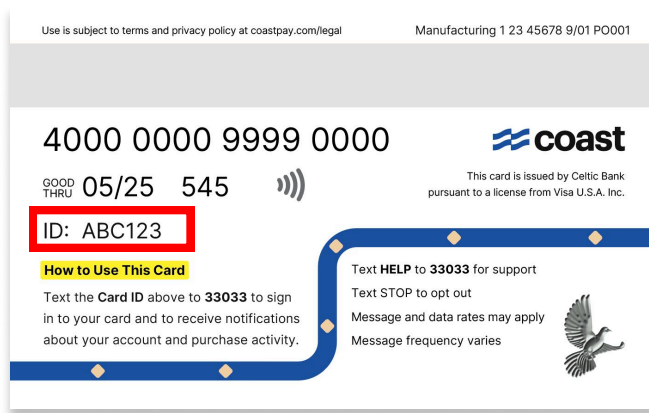 Use is subject to terms and privacy policy at coastpay.com/legal
Manufacturing 1 23 45678 9/01 PO001
4000 0000 9999 0000
coast
GOOD
THRU 05/25 545
This card is issued by Celtic Bank
pursuant to a license from Visa U.S.A. Inc.
ID: ABC123
How to Use This Card
Text the Card ID above to 33033 to sign
in to your card and to receive notifications
about your account and purchase activity.
Text HELP to 33033 for support
Text STOP to opt out
Message and data rates may apply
Message frequency varies